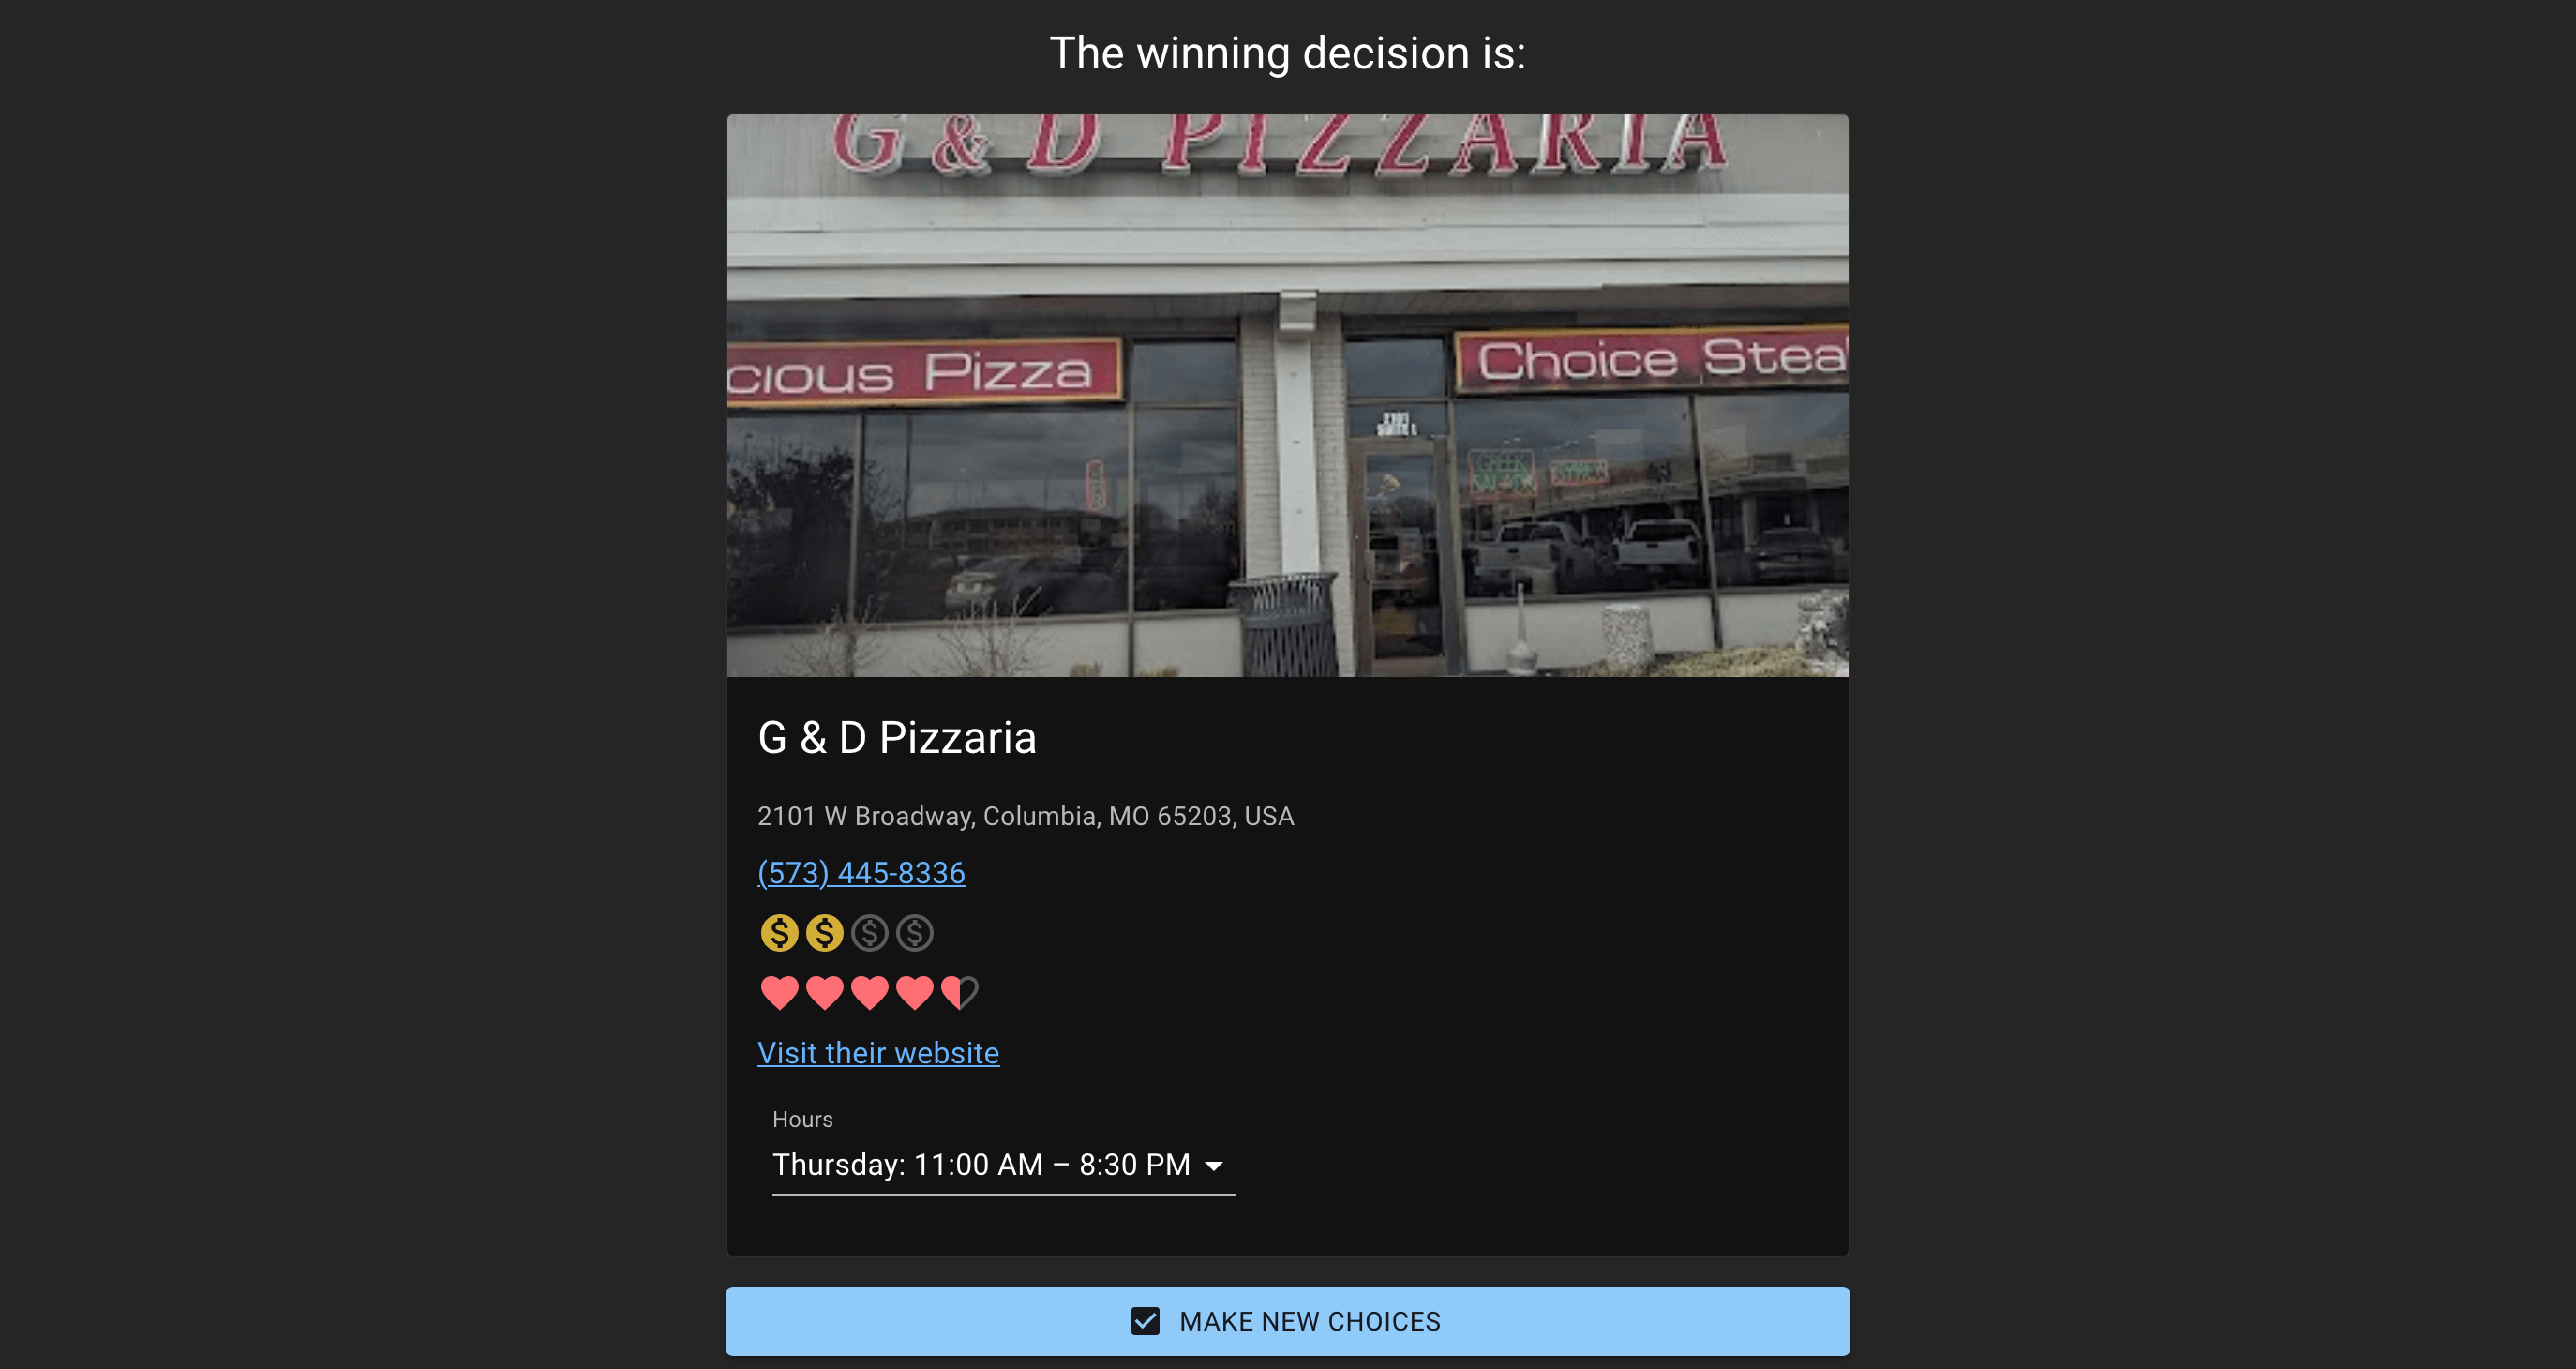 The winning decision is:
G & D PIZZARIA
cious Pizza
Choice Stea
G & D Pizzaria
2101 W Broadway, Columbia, MO 65203, USA
(573) 445-8336
Visit their website
Hours
Thursday: 11:00 AM – 8:30 PM
MAKE NEW CHOICES